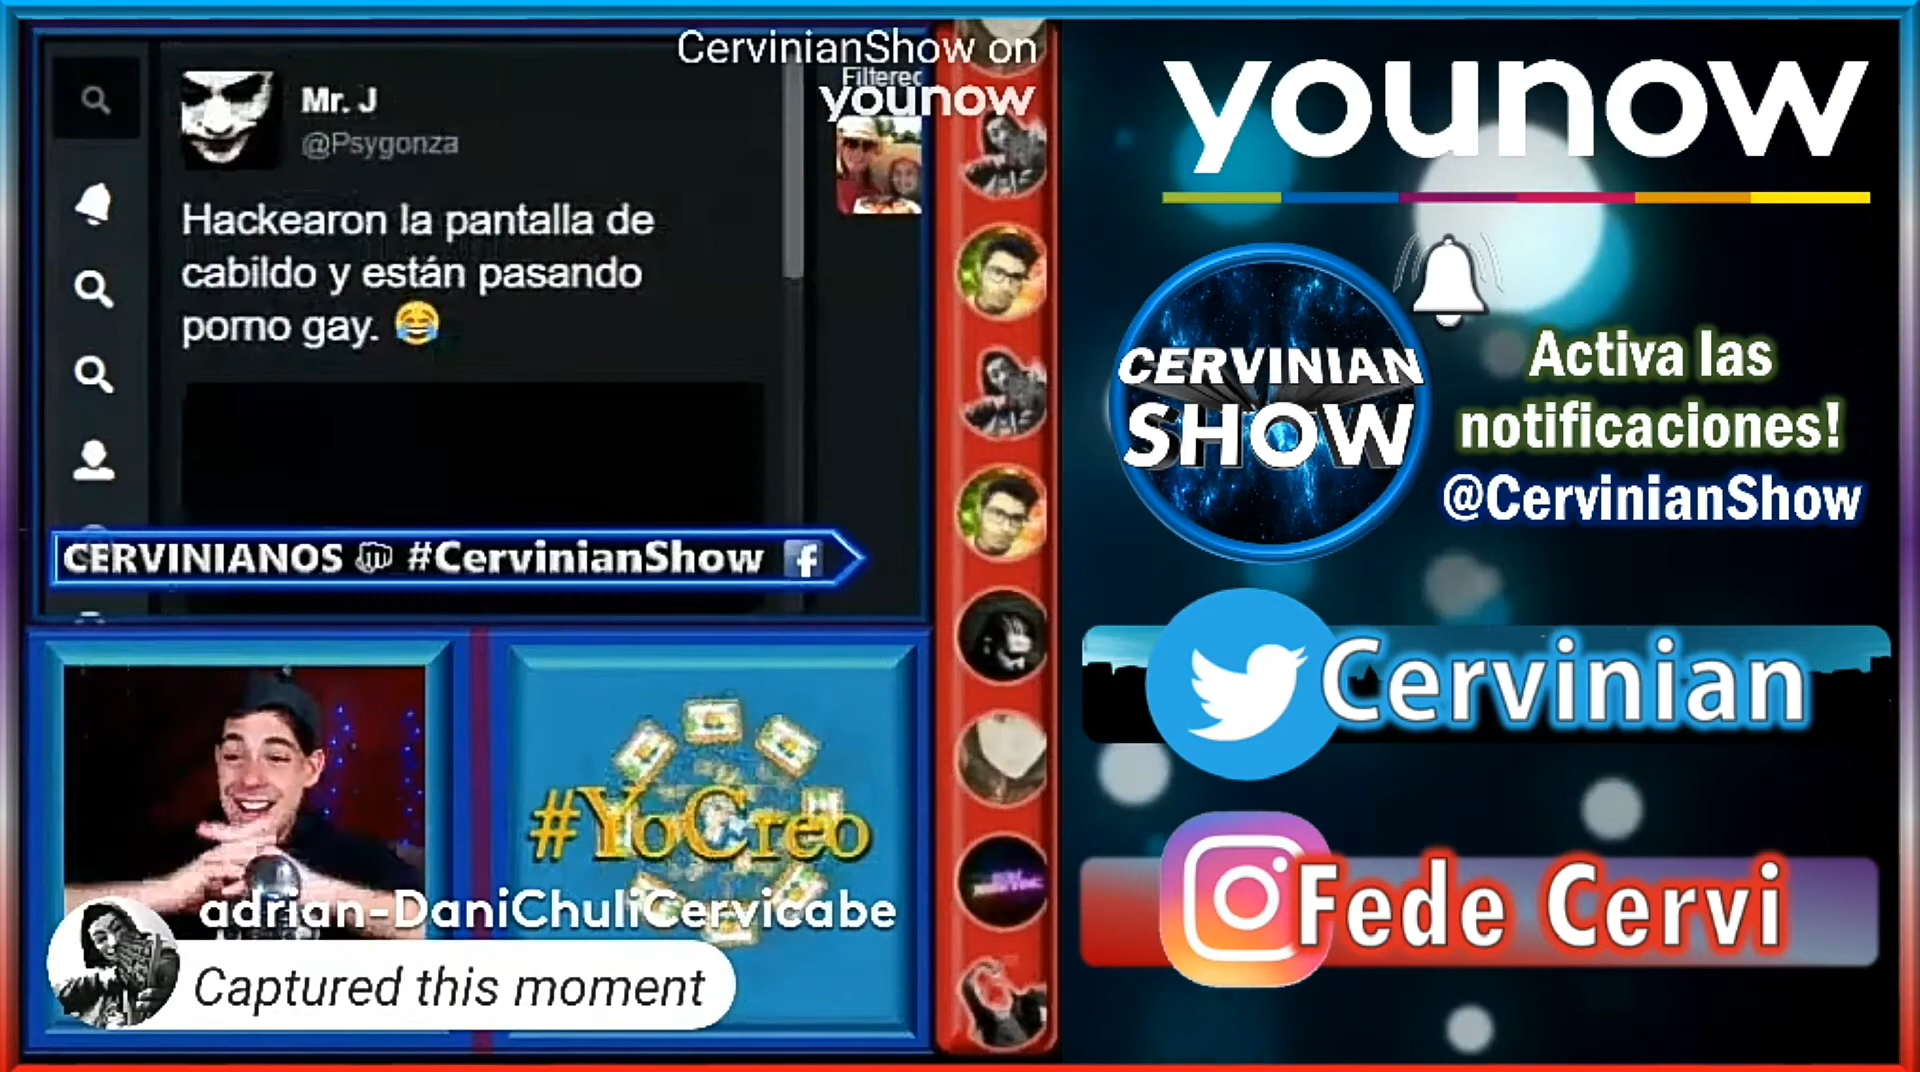 CervinianShow on
younow
Mr. J
@Psygonza
Hackearon la pantalla de
cabildo y están pasando
porno gay. 😂
CERVINIANOS 👊 #CervinianShow f
#YoCreo
adrian-DaniChuliCervicabe
Captured this moment
younow
CERVINIAN
SHOW
Activa las
notificaciones!
@CervinianShow
Cervinian
Fede Cervi